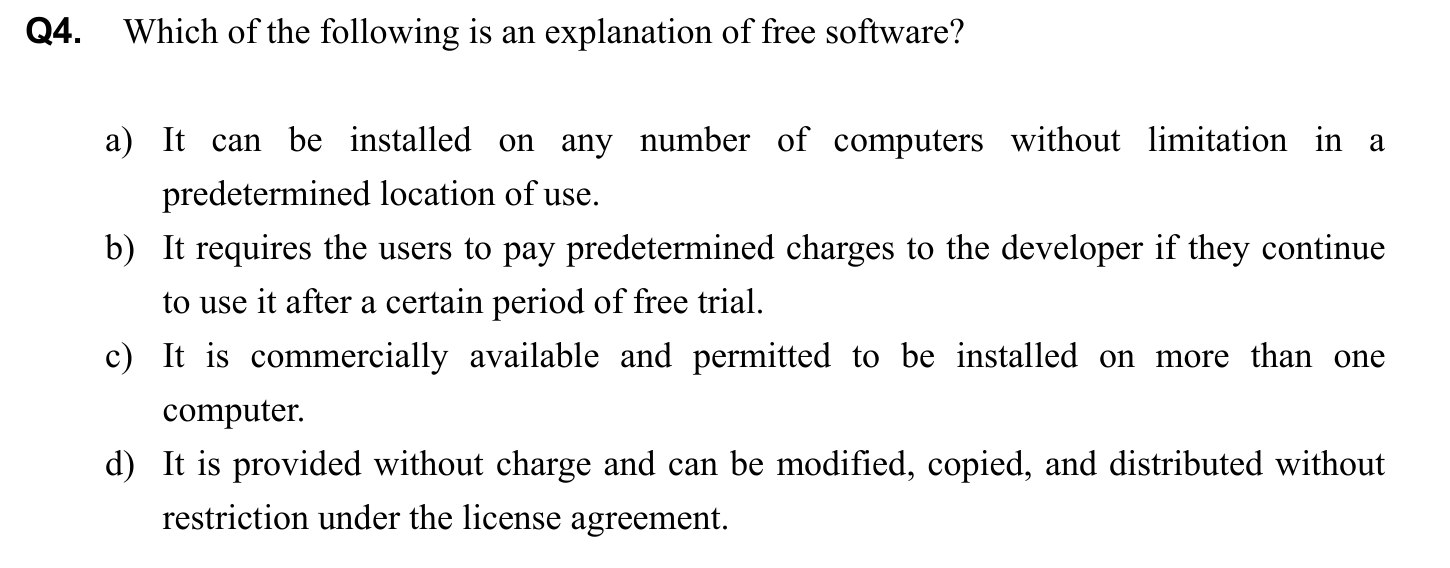 Q4. Which of the following is an explanation of free software?
a) It can be installed on any number of computers without limitation in a
predetermined location of use.
b) It requires the users to pay predetermined charges to the developer if they continue
to use it after a certain period of free trial.
c) It is commercially available and permitted to be installed on more than one
computer.
d) It is provided without charge and can be modified, copied, and distributed without
restriction under the license agreement.